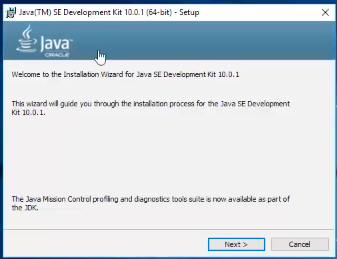 Java(TM) SE Development Kit 10.0.1 (64-bit) - Setup
Java
ORACLE
Welcome to the Installation Wizard for Java SE Development Kit 10.0.1
This wizard will guide you through the installation process for the Java SE Development
Kit 10.0.1.
The Java Mission Control profiling and diagnostics tools suite is now available as part of
the JDK.
Next >
Cancel